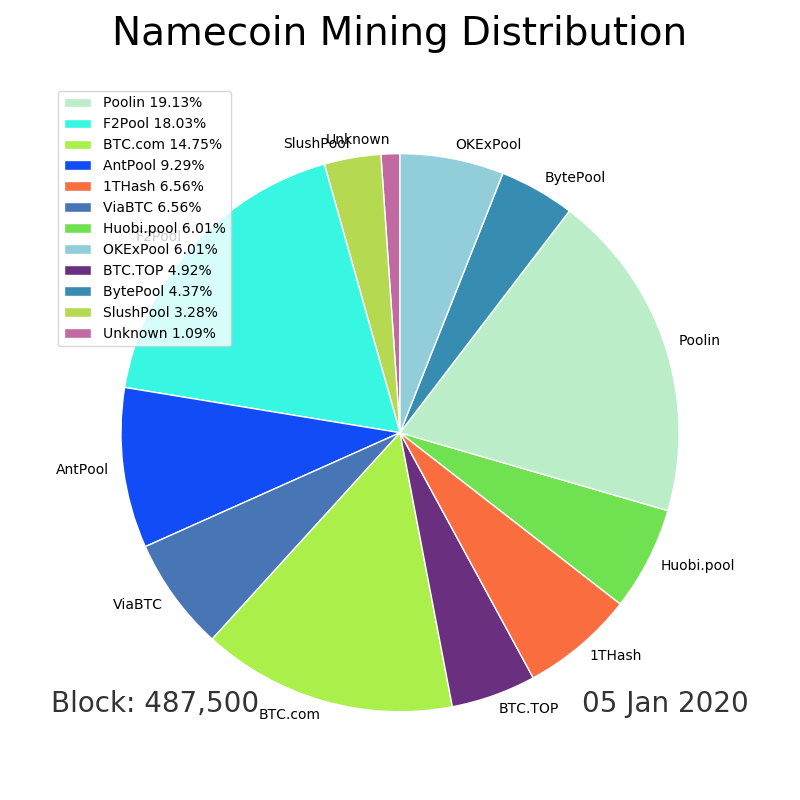 Namecoin Mining Distribution
Poolin 19.13%
F2Pool 18.03%
BTC.com 14.75%
AntPool 9.29%
1THash 6.56%
ViaBTC 6.56%
Huobi.pool 6.01%
OKExPool 6.01%
BTC.TOP 4.92%
BytePool 4.37%
SlushPool 3.28%
Unknown 1.09%
SlushPool
Unknown
OKExPool
BytePool
F2Pool
Poolin
AntPool
Huobi.pool
ViaBTC
1THash
BTC.com
BTC.TOP
Block: 487,500
05 Jan 2020